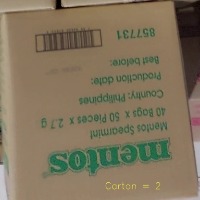 mentos
Mentos Spearmint
40 Bags x 50 Pieces x 2.7 g
Country: Philippines
Production date:
Best before:
857731
Carton = 2